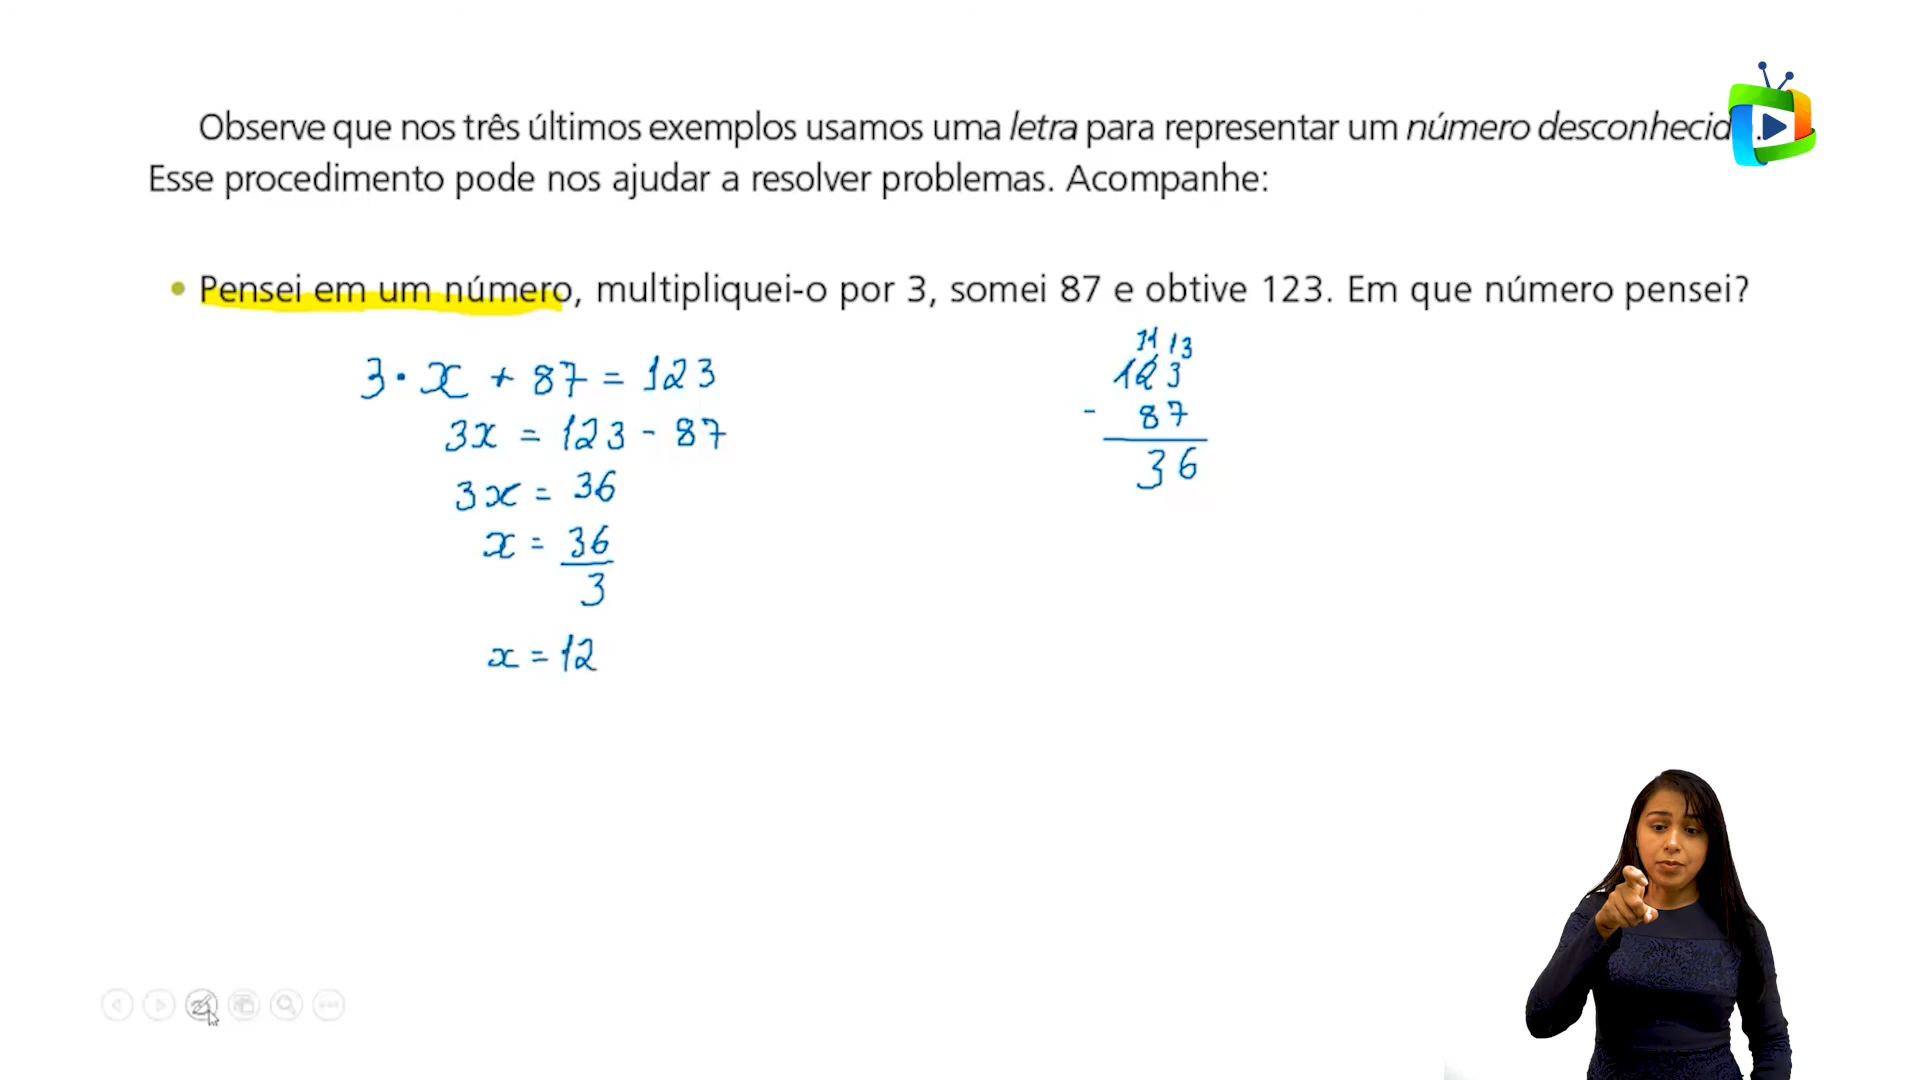 Observe que nos três últimos exemplos usamos uma letra para representar um número desconhecid .
Esse procedimento pode nos ajudar a resolver problemas. Acompanhe:
• Pensei em um número, multipliquei-o por 3, somei 87 e obtive 123. Em que número pensei?
3 · x + 87 = 123
3x = 123 - 87
3x = 36
x = 36
3
x = 12
11 13
123
- 87
36